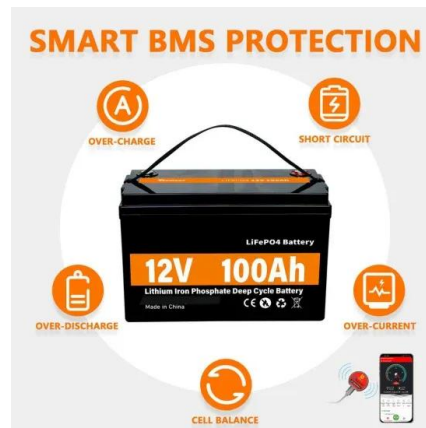 SMART BMS PROTECTION
A
OVER-CHARGE
SHORT CIRCUIT
LiFePO4 Battery
12V 100Ah
Lithium Iron Phosphate Deep Cycle Battery
Made in China
CE
OVER-DISCHARGE
OVER-CURRENT
CELL BALANCE